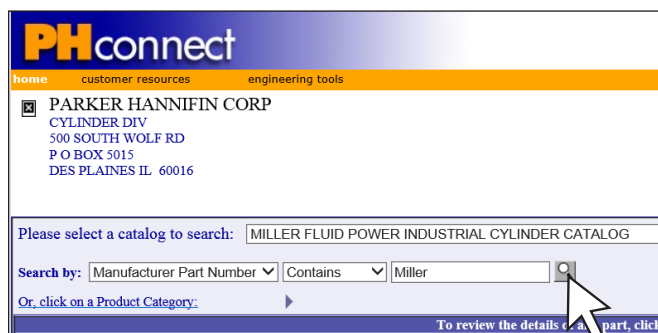 PHconnect
home customer resources engineering tools
PARKER HANNIFIN CORP
CYLINDER DIV
500 SOUTH WOLF RD
P O BOX 5015
DES PLAINES IL 60016
Please select a catalog to search: MILLER FLUID POWER INDUSTRIAL CYLINDER CATALOG
Search by: Manufacturer Part Number Contains Miller
Or, click on a Product Category:
To review the details of any part, click